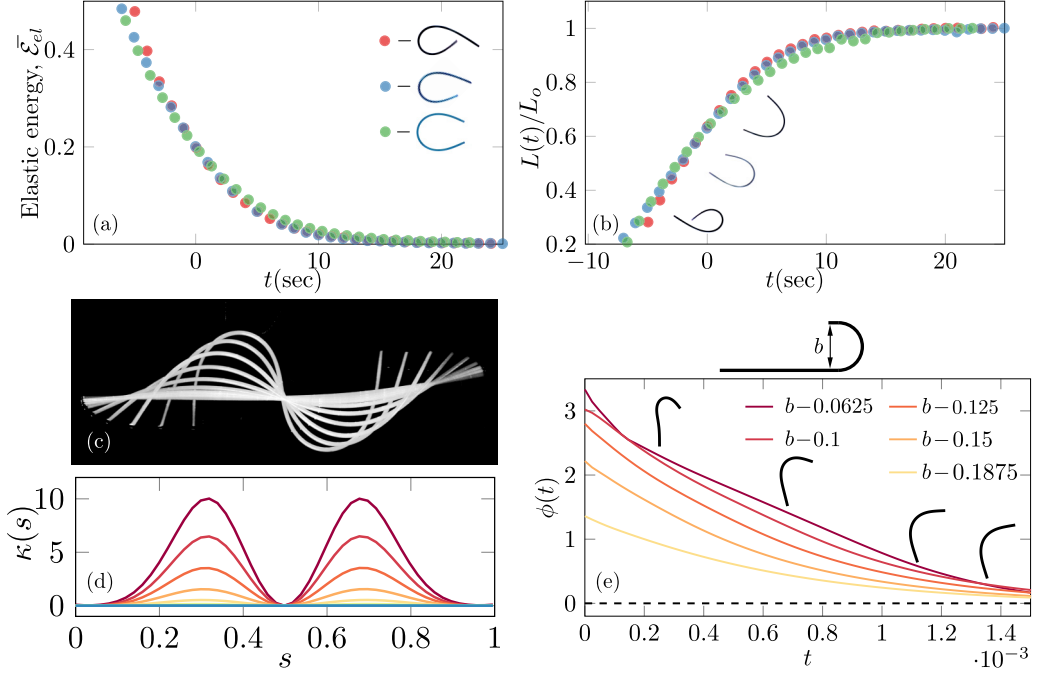 Elastic energy, $\bar{\mathcal{E}}_{el}$
0.4
0.2
0
(a)
0
10
20
t(sec)
L(t)/L_o
1
0.8
0.6
0.4
0.2
(b)
−10
0
10
20
t(sec)
(c)
κ(s)
10
5
0
(d)
0
0.2
0.4
0.6
0.8
1
s
b
ϕ(t)
3
2
1
0
b−0.0625
b−0.125
b−0.1
b−0.15
b−0.1875
(e)
0
0.2
0.4
0.6
0.8
1
1.2
1.4
t
·10⁻³